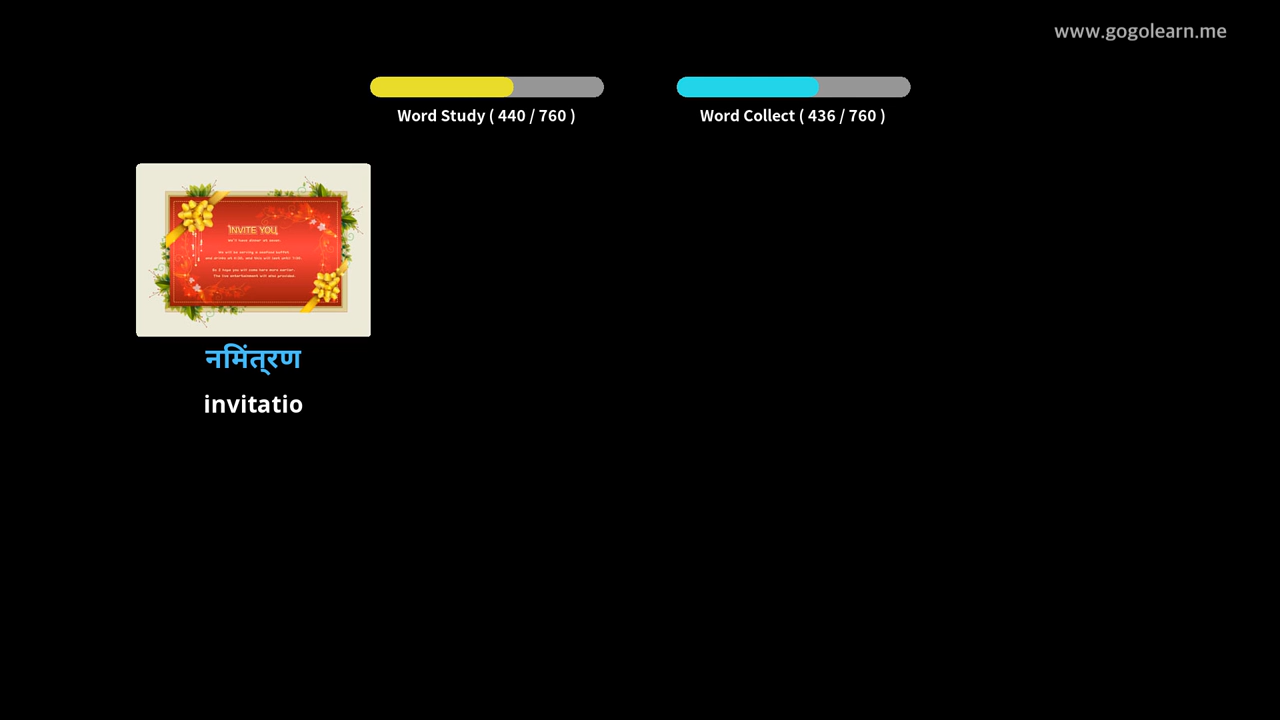 www.gogolearn.me
Word Study ( 440 / 760 )
Word Collect ( 436 / 760 )
INVITE YOU
नमिंत्रण
invitatio